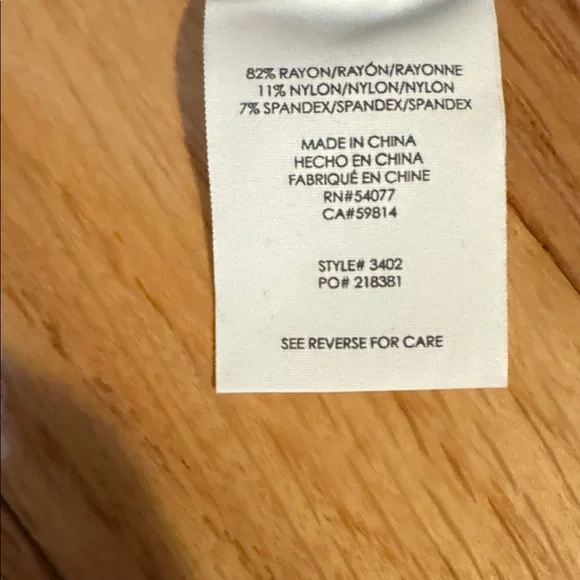 82% RAYON/RAYÓN/RAYONNE
11% NYLON/NYLON/NYLON
7% SPANDEX/SPANDEX/SPANDEX
MADE IN CHINA
HECHO EN CHINA
FABRIQUÉ EN CHINE
RN#54077
CA#59814
STYLE# 3402
PO# 218381
SEE REVERSE FOR CARE